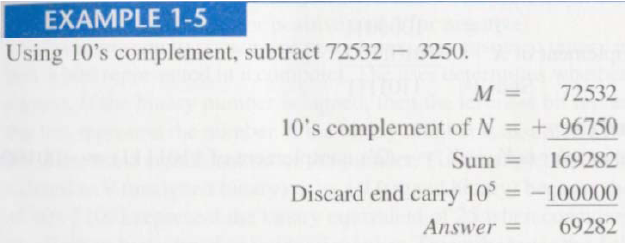 EXAMPLE 1-5
Using 10's complement, subtract 72532 − 3250.
M = 72532
10's complement of N = + 96750
Sum = 169282
Discard end carry 10⁵ = −100000
Answer = 69282